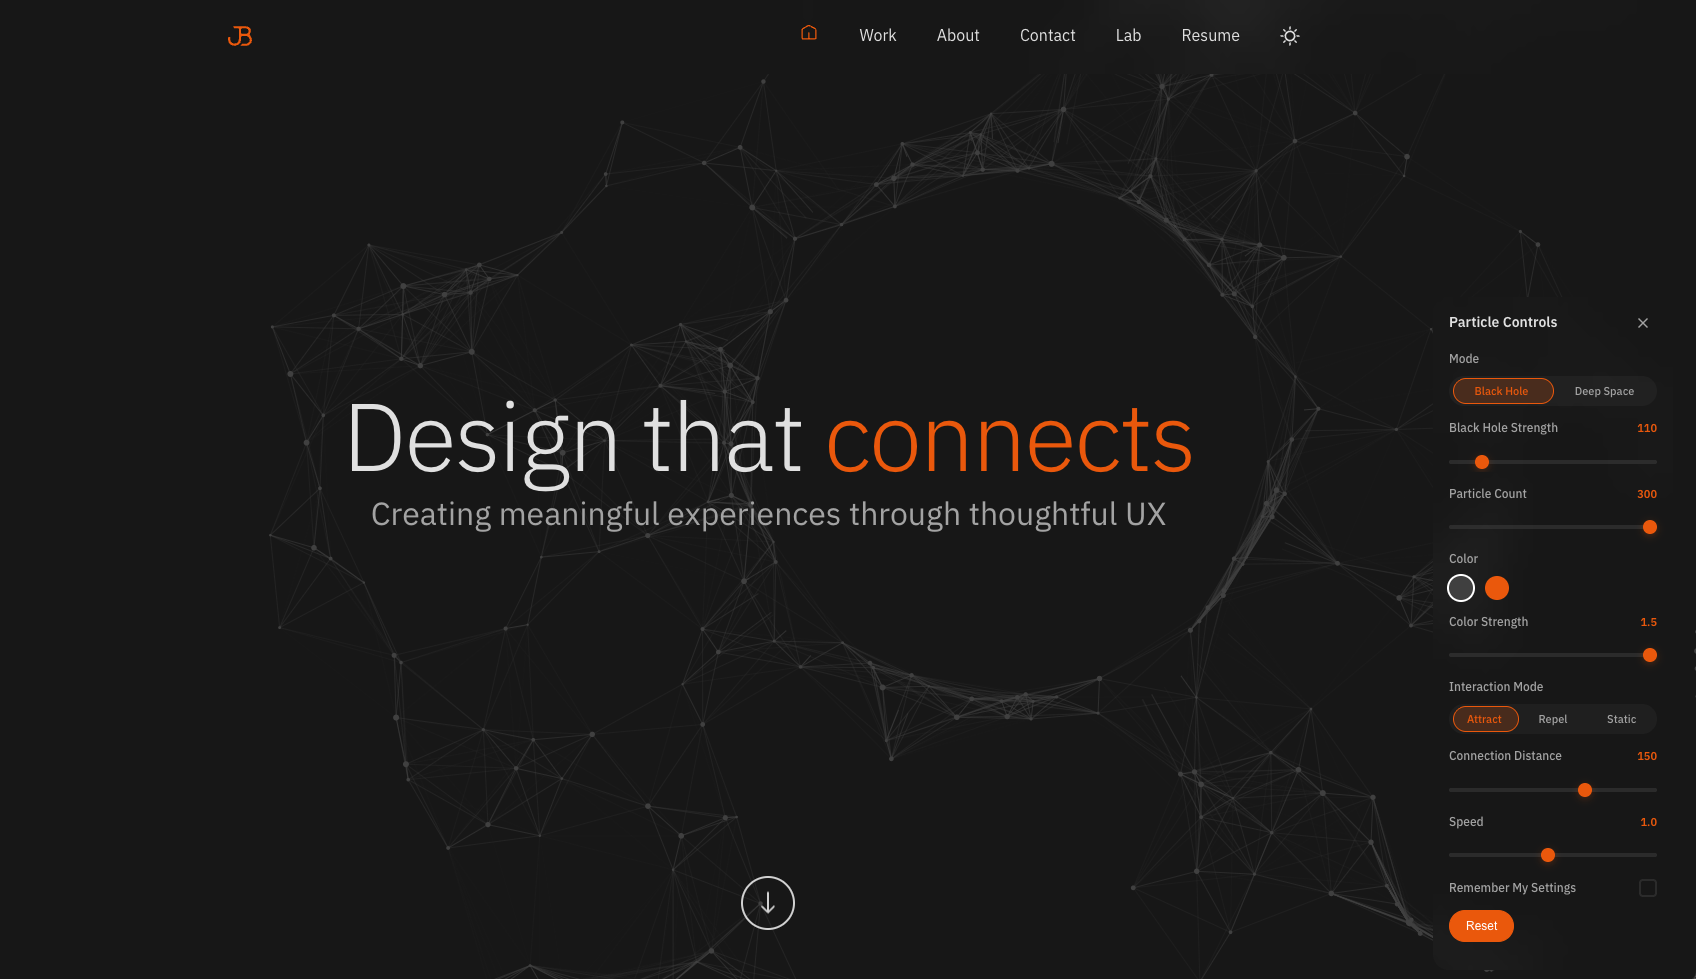 JB
Work
About
Contact
Lab
Resume
Design that connects
Creating meaningful experiences through thoughtful UX
Particle Controls
Mode
Black Hole
Deep Space
Black Hole Strength 110
Particle Count 300
Color
Color Strength 1.5
Interaction Mode
Attract
Repel
Static
Connection Distance 150
Speed 1.0
Remember My Settings
Reset